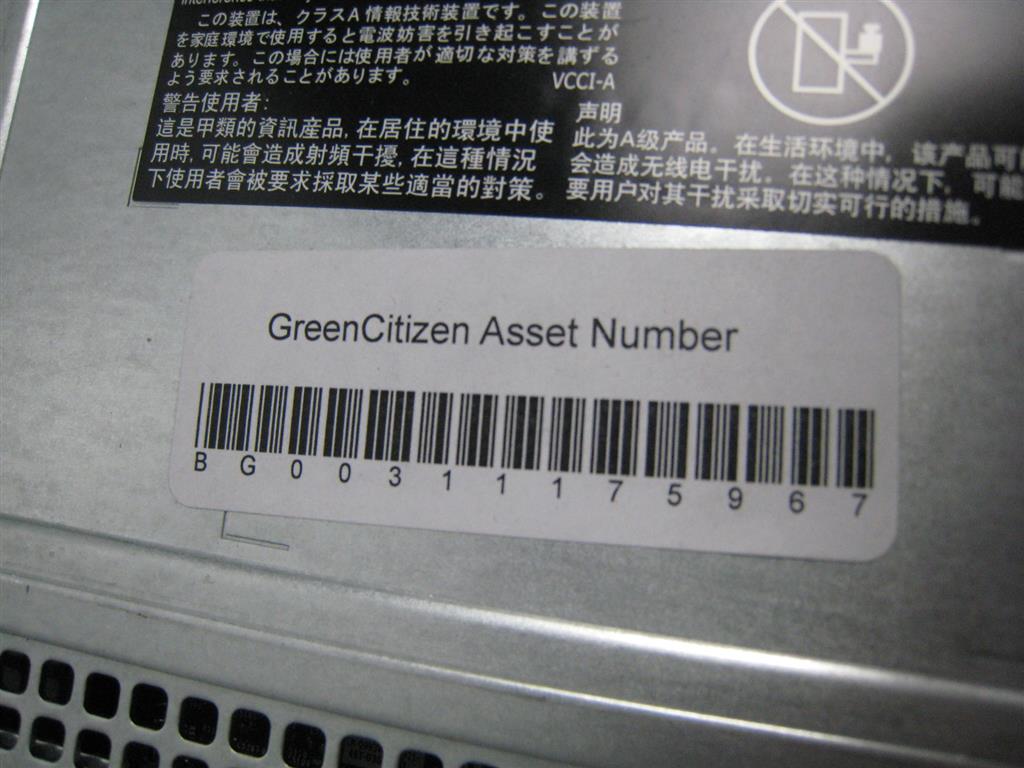 この装置は、クラスA 情報技術装置です。この装置
を家庭環境で使用すると電波妨害を引き起こすことが
あります。この場合には使用者が適切な対策を講ずる
よう要求されることがあります。
VCCI-A
警告使用者:
這是甲類的資訊産品, 在居住的環境中使
用時, 可能會造成射頻干擾, 在這種情況
下使用者會被要求採取某些適當的對策。
声明
此为A级产品。在生活环境中, 该产品可
会造成无线电干扰。在这种情况下, 可能
要用户对其干扰采取切实可行的措施。
GreenCitizen Asset Number
BG00311175967